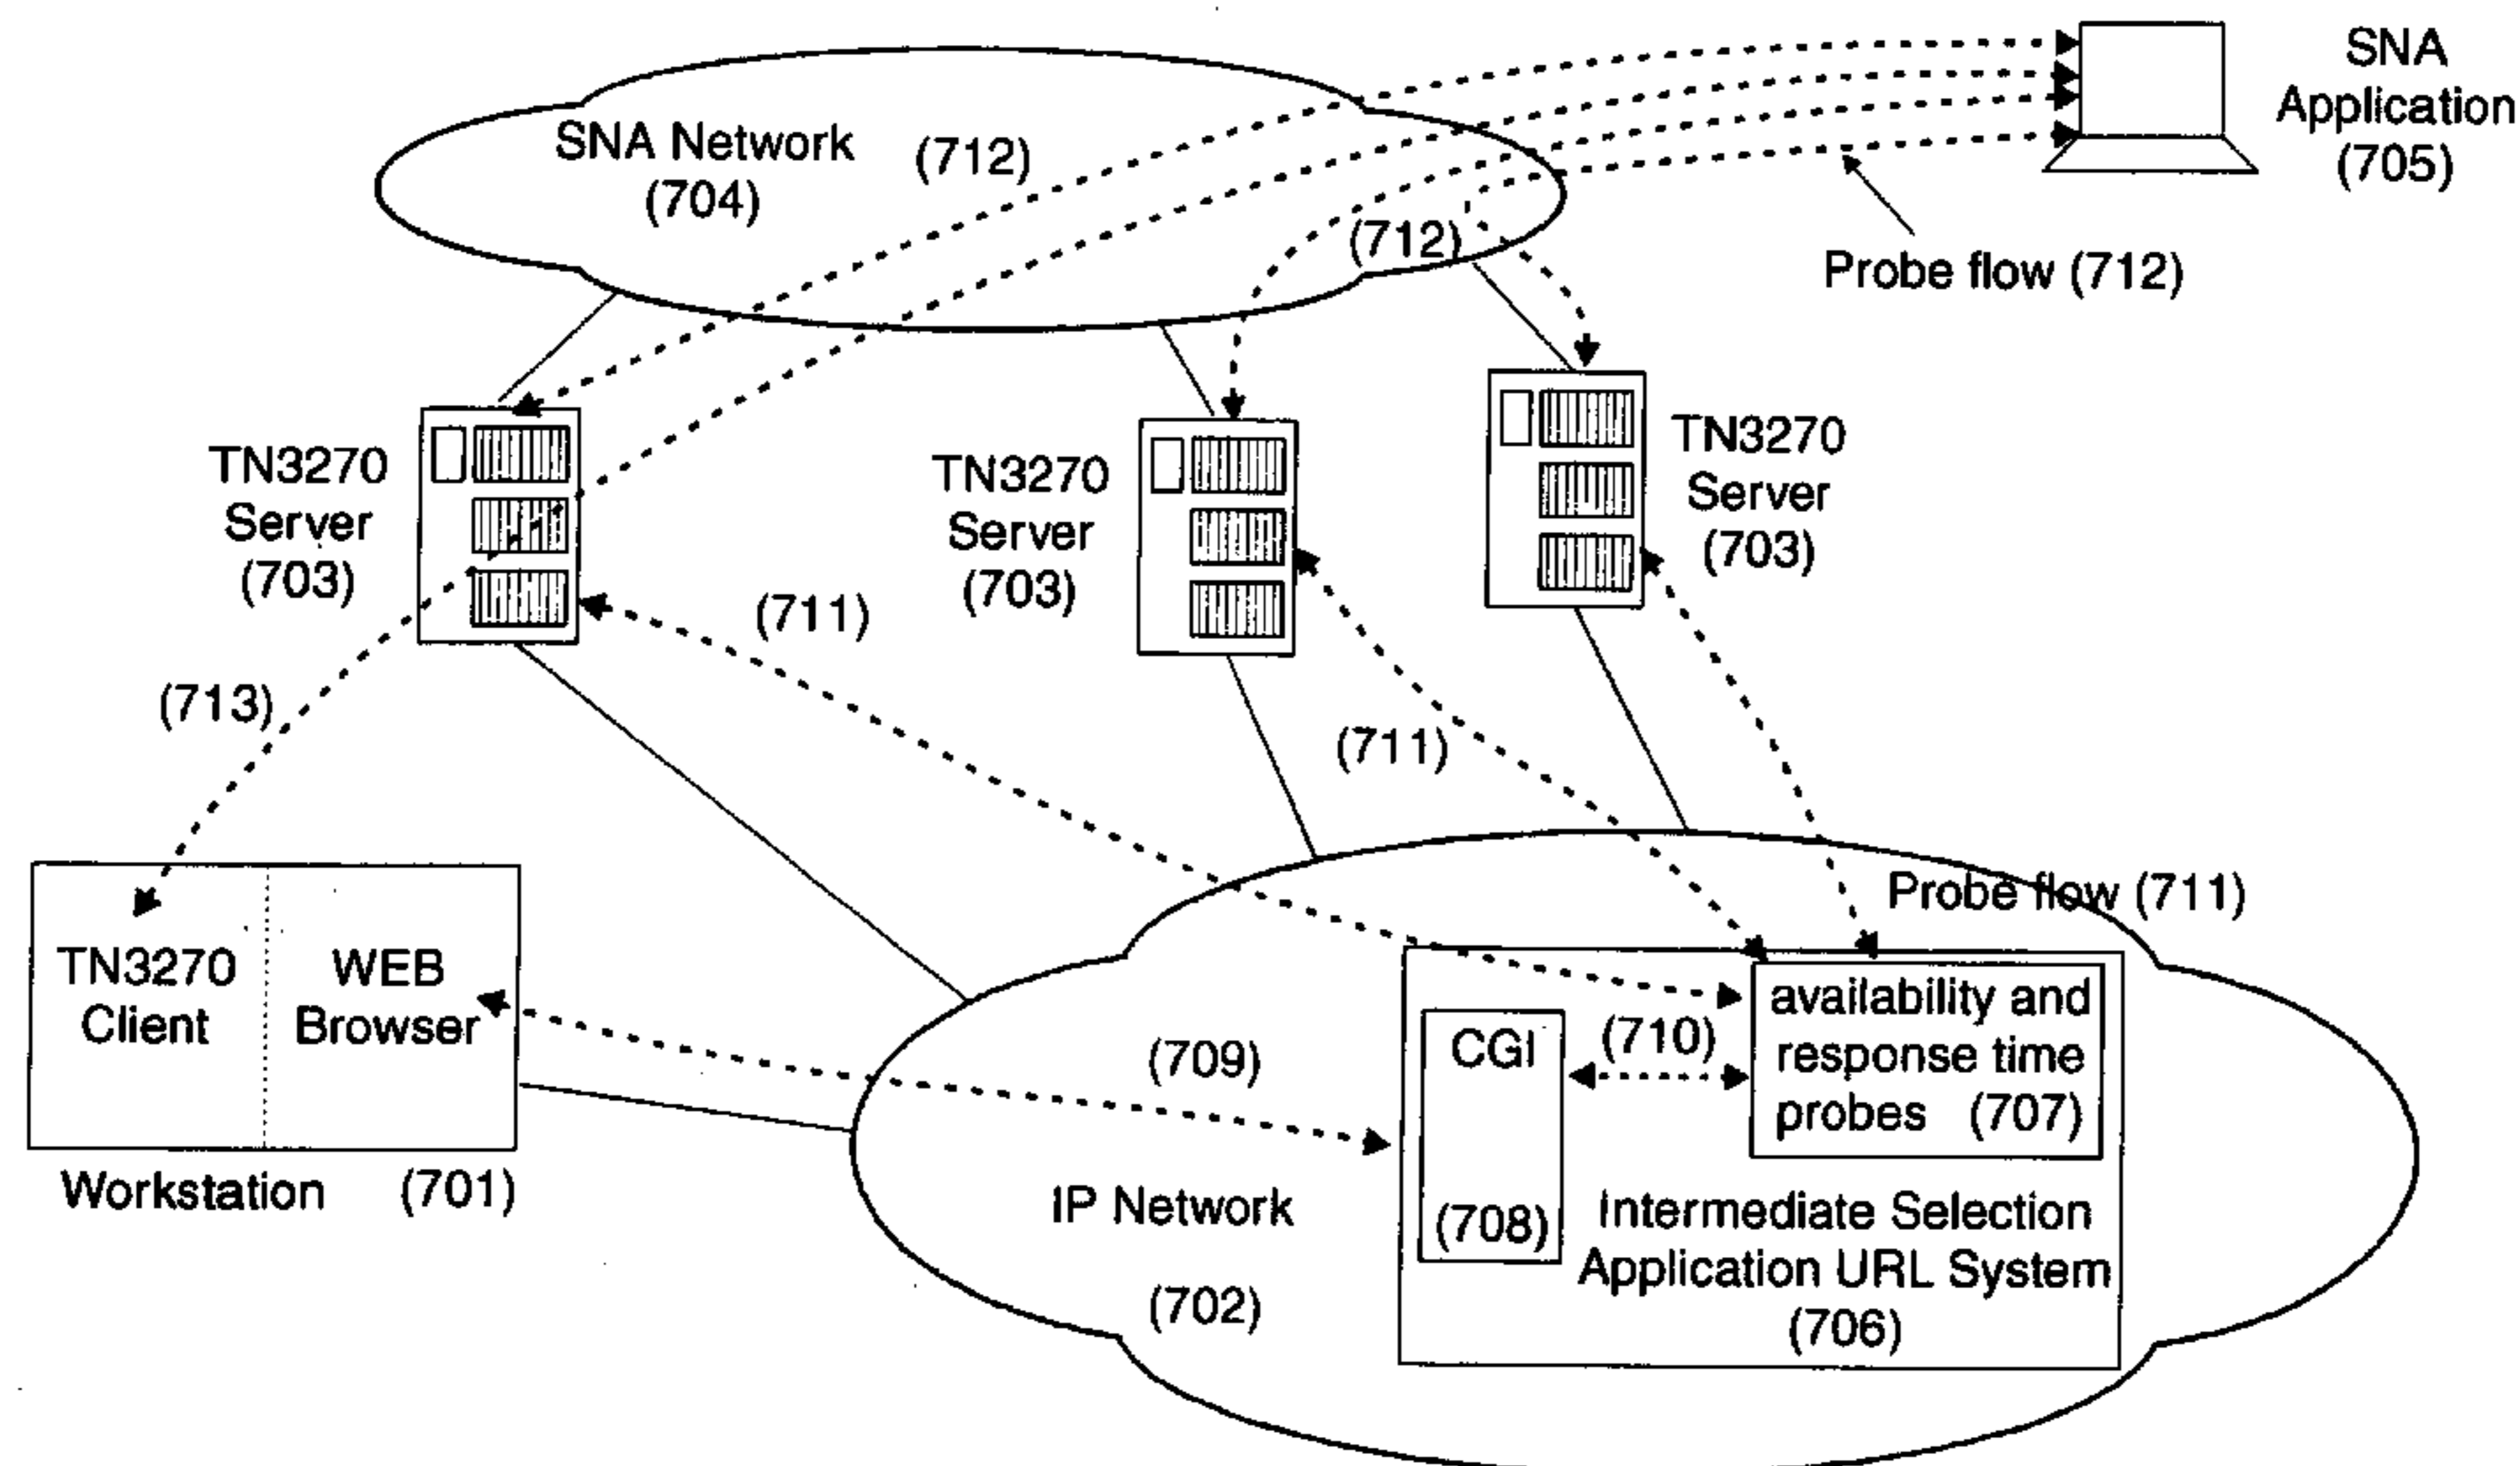 SNA
Application
(705)
SNA Network
(704)
(712)
(712)
Probe flow (712)
TN3270
Server
(703)
TN3270
Server
(703)
TN3270
Server
(703)
(711)
(713)
(711)
Probe flow (711)
TN3270
Client
WEB
Browser
Workstation (701)
(709)
IP Network
(702)
CGI
(708)
(710)
availability and
response time
probes (707)
Intermediate Selection
Application URL System
(706)